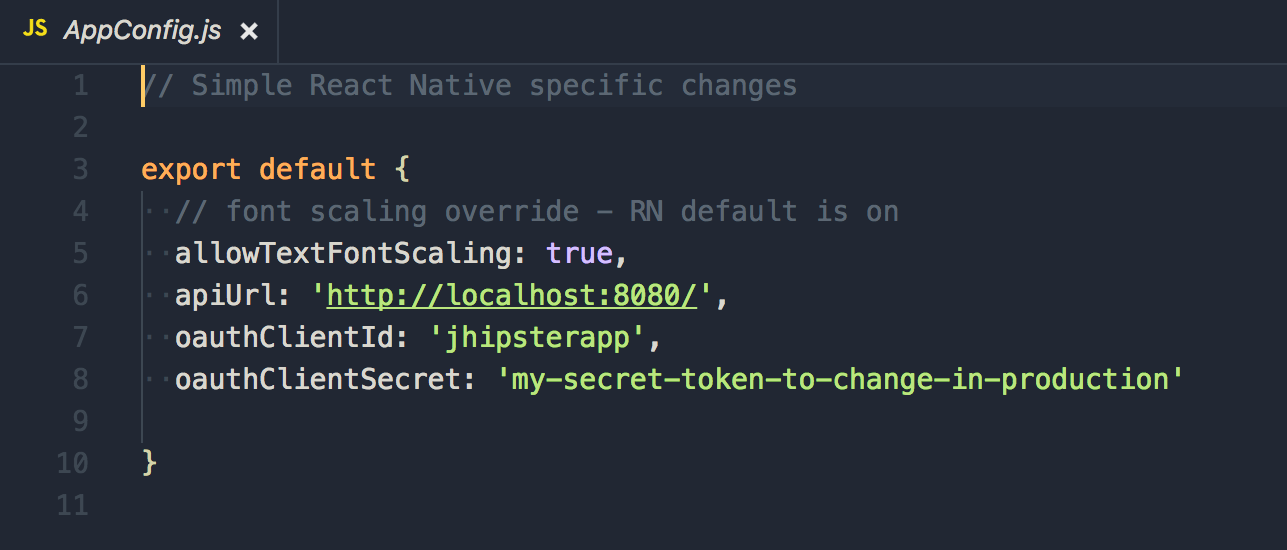 JS AppConfig.js ×
1 // Simple React Native specific changes
2
3 export default {
4 // font scaling override – RN default is on
5 allowTextFontScaling: true,
6 apiUrl: 'http://localhost:8080/',
7 oauthClientId: 'jhipsterapp',
8 oauthClientSecret: 'my-secret-token-to-change-in-production'
9
10 }
11